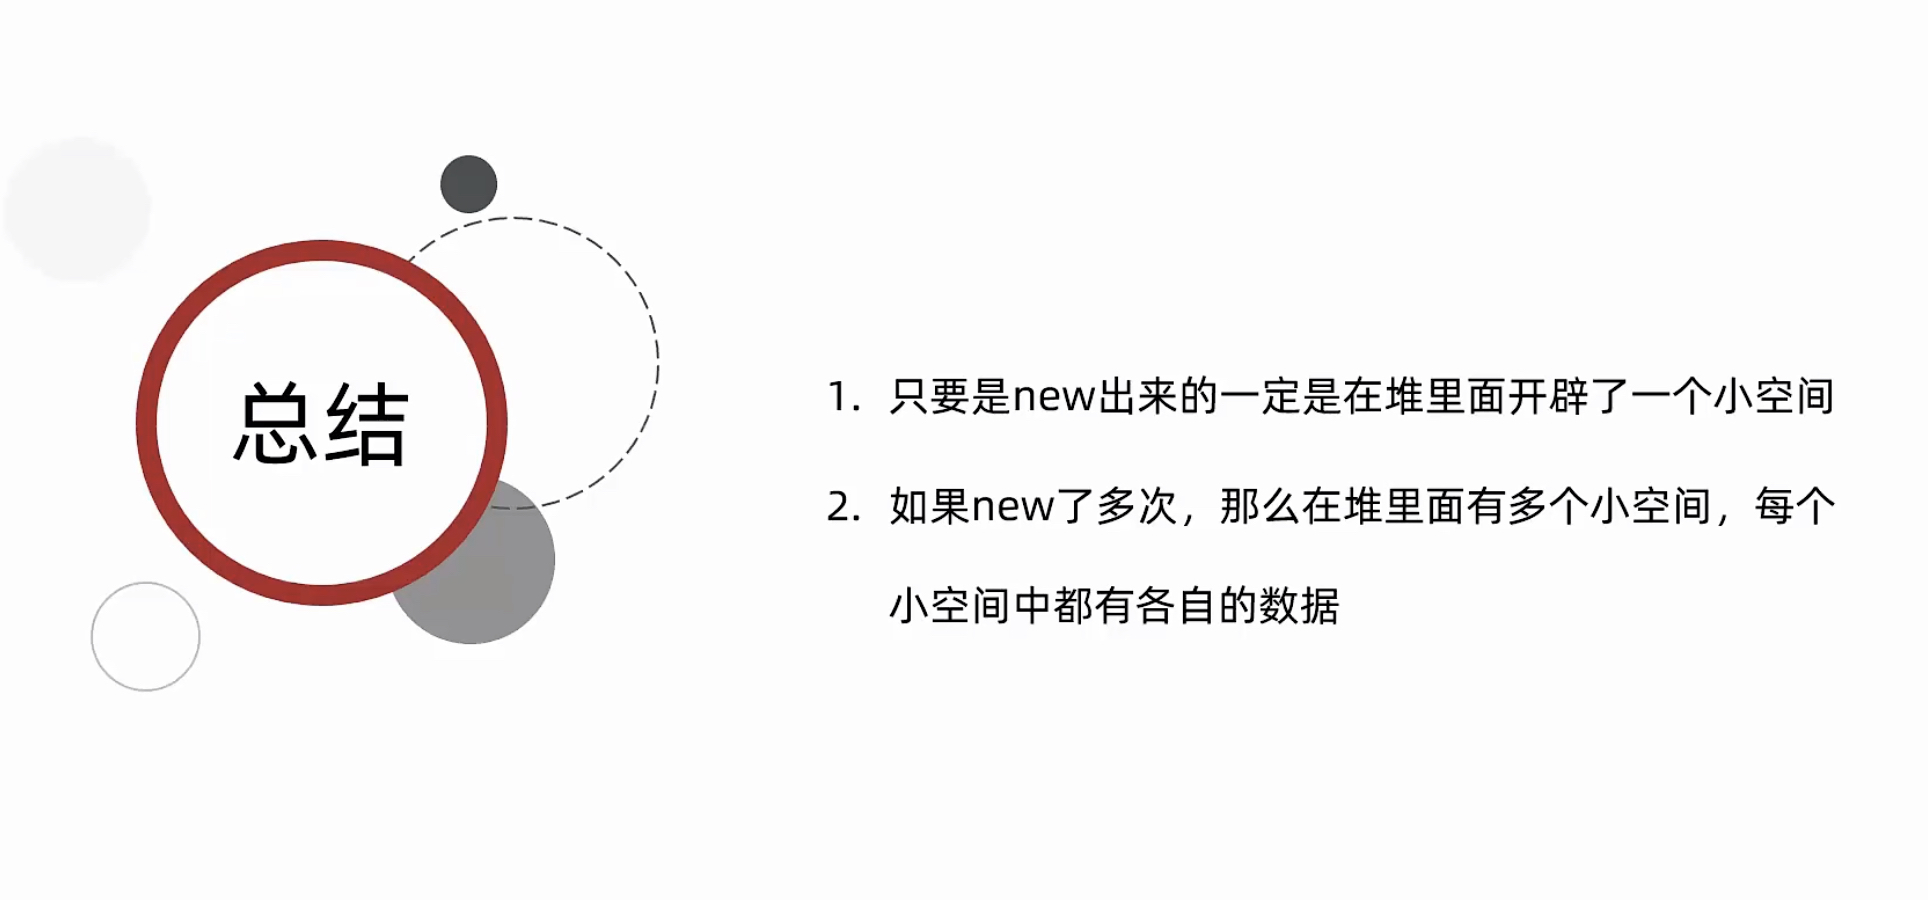 总结
1. 只要是new出来的一定是在堆里面开辟了一个小空间
2. 如果new了多次，那么在堆里面有多个小空间，每个
小空间中都有各自的数据